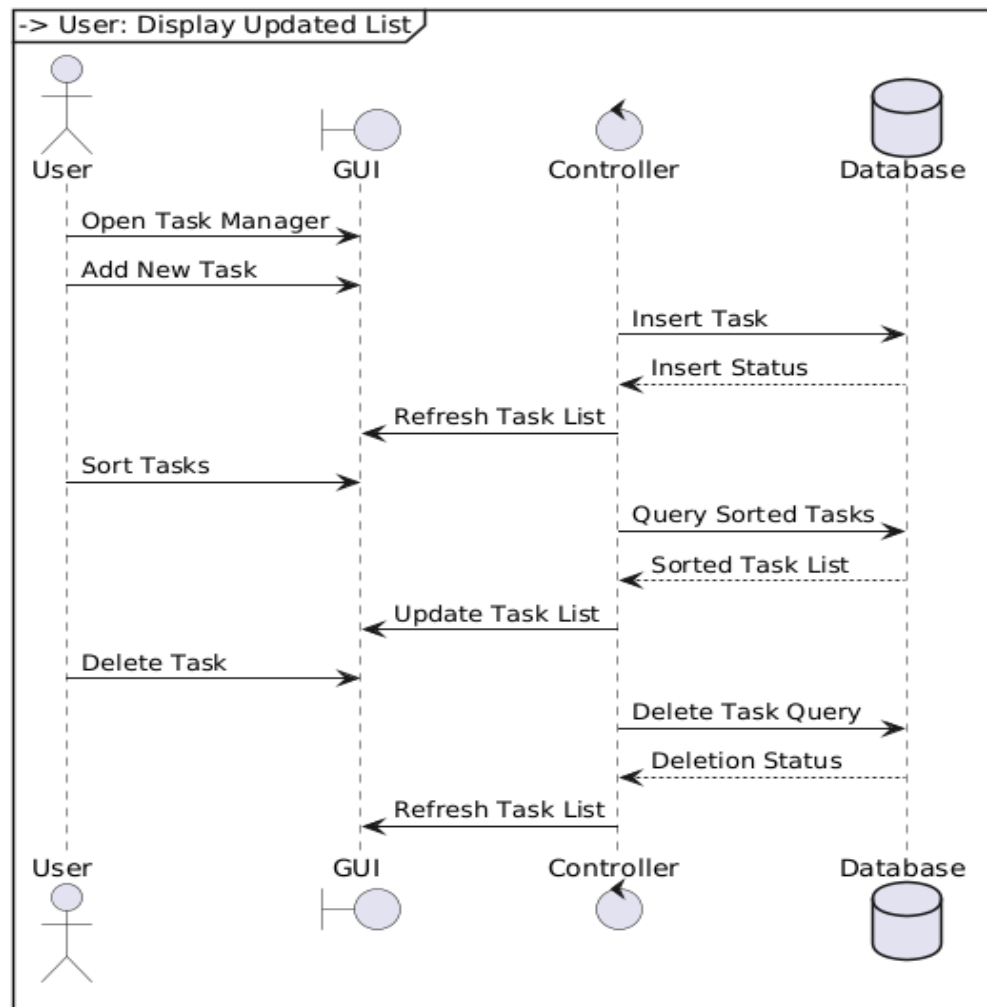 -> User: Display Updated List
User GUI Controller Database
Open Task Manager
Add New Task
Insert Task
Insert Status
Refresh Task List
Sort Tasks
Query Sorted Tasks
Sorted Task List
Update Task List
Delete Task
Delete Task Query
Deletion Status
Refresh Task List
User GUI Controller Database